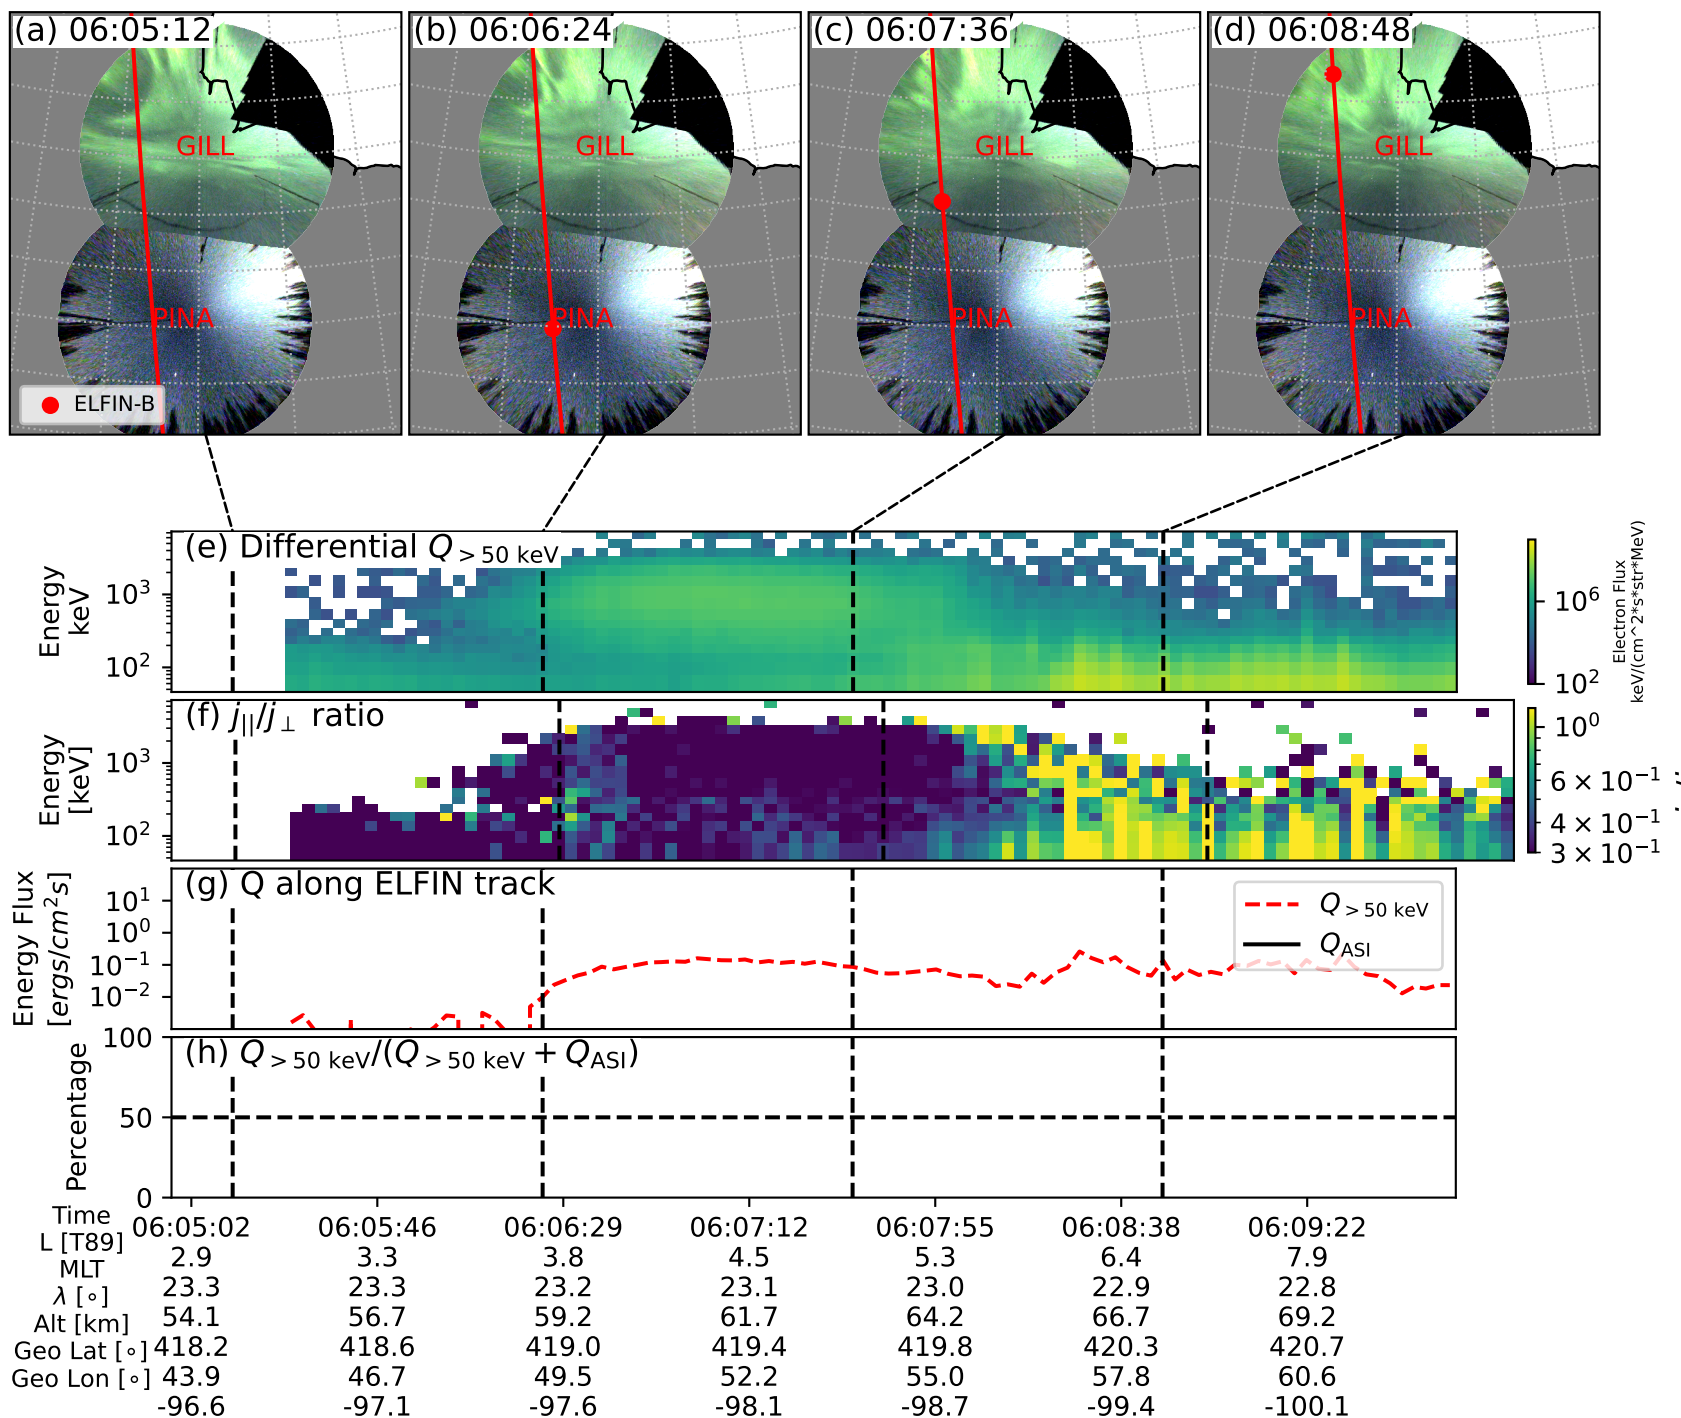 (a) 06:05:12
(b) 06:06:24
(c) 06:07:36
(d) 06:08:48
GILL
GILL
GILL
GILL
PINA
PINA
PINA
PINA
ELFIN-B
(e) Differential Q > 50 keV
Energy
keV
10³
10²
10⁶
10²
Electron Flux
keV/(cm^2*s*str*MeV)
(f) j||/j⊥ ratio
Energy
[keV]
10³
10²
10⁰
6 × 10⁻¹
4 × 10⁻¹
3 × 10⁻¹
(g) Q along ELFIN track
Energy Flux
[ergs/cm²s]
10¹
10⁰
10⁻¹
10⁻²
Q > 50 keV
Q ASI
(h) Q > 50 keV/(Q > 50 keV + Q ASI)
Percentage
100
50
0
Time 06:05:02 06:05:46 06:06:29 06:07:12 06:07:55 06:08:38 06:09:22
L [T89] 2.9 3.3 3.8 4.5 5.3 6.4 7.9
MLT 23.3 23.3 23.2 23.1 23.0 22.9 22.8
λ [∘] 54.1 56.7 59.2 61.7 64.2 66.7 69.2
Alt [km] 418.2 418.6 419.0 419.4 419.8 420.3 420.7
Geo Lat [∘] 43.9 46.7 49.5 52.2 55.0 57.8 60.6
Geo Lon [∘] -96.6 -97.1 -97.6 -98.1 -98.7 -99.4 -100.1